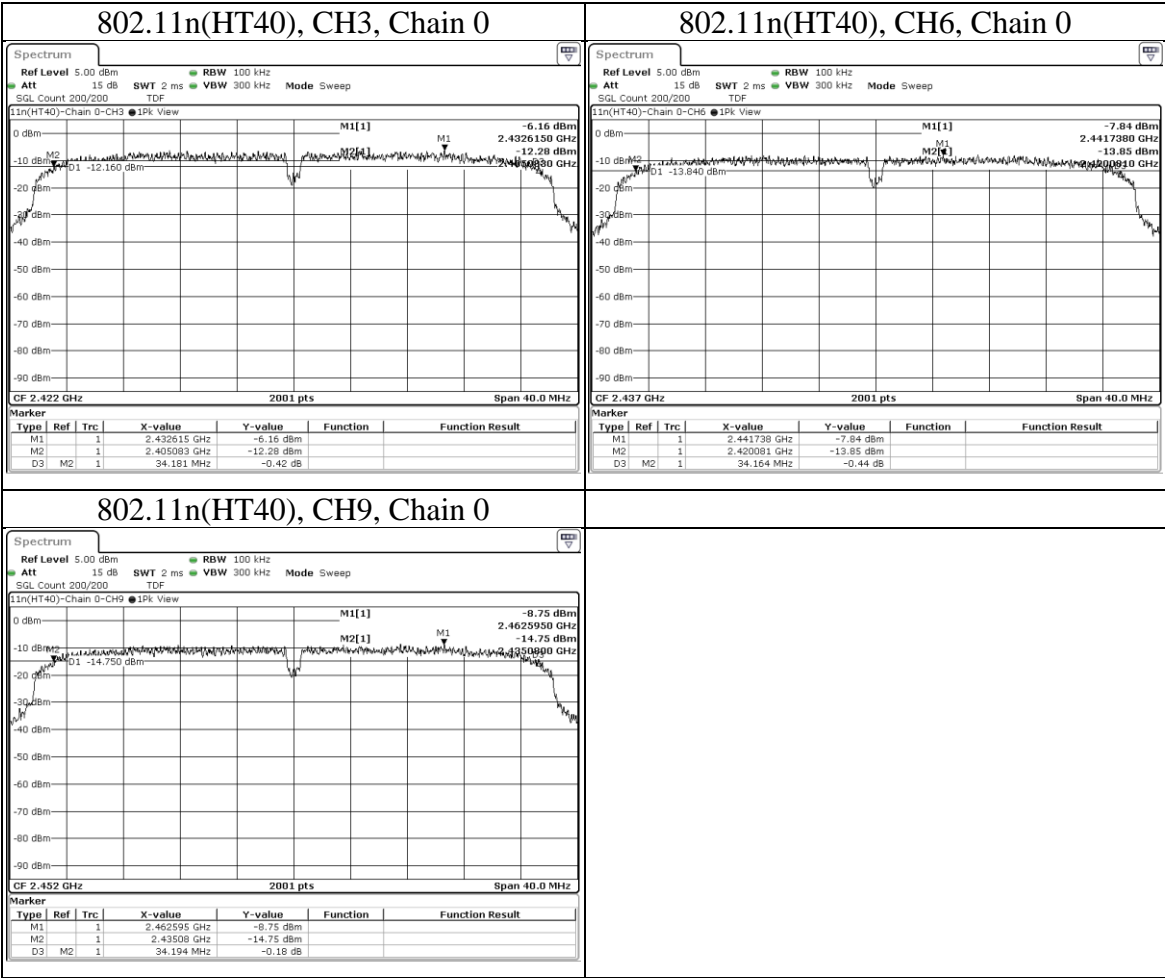 802.11n(HT40), CH3, Chain 0
Spectrum
Ref Level 5.00 dBm RBW 100 kHz
Att 15 dB SWT 2 ms VBW 300 kHz Mode Sweep
SGL Count 200/200 TDF
11n(HT40)-Chain 0-CH3 1Pk View
M1[1] -6.16 dBm
2.4326150 GHz
M2[1] -12.28 dBm
0 dBm
M1
-10 dBm
M2
D1 -12.160 dBm
-20 dBm
-30 dBm
-40 dBm
-50 dBm
-60 dBm
-70 dBm
-80 dBm
-90 dBm
CF 2.422 GHz 2001 pts Span 40.0 MHz
Marker
Type Ref Trc X-value Y-value Function Function Result
M1 1 2.432615 GHz -6.16 dBm
M2 1 2.405083 GHz -12.28 dBm
D3 M2 1 34.181 MHz -0.42 dB
802.11n(HT40), CH6, Chain 0
Spectrum
Ref Level 5.00 dBm RBW 100 kHz
Att 15 dB SWT 2 ms VBW 300 kHz Mode Sweep
SGL Count 200/200 TDF
11n(HT40)-Chain 0-CH6 1Pk View
M1[1] -7.84 dBm
2.4417380 GHz
M2[1] -13.85 dBm
0 dBm
M1
-10 dBm
M2
D1 -13.840 dBm
-20 dBm
-30 dBm
-40 dBm
-50 dBm
-60 dBm
-70 dBm
-80 dBm
-90 dBm
CF 2.437 GHz 2001 pts Span 40.0 MHz
Marker
Type Ref Trc X-value Y-value Function Function Result
M1 1 2.441738 GHz -7.84 dBm
M2 1 2.420081 GHz -13.85 dBm
D3 M2 1 34.164 MHz -0.44 dB
802.11n(HT40), CH9, Chain 0
Spectrum
Ref Level 5.00 dBm RBW 100 kHz
Att 15 dB SWT 2 ms VBW 300 kHz Mode Sweep
SGL Count 200/200 TDF
11n(HT40)-Chain 0-CH9 1Pk View
M1[1] -8.75 dBm
2.4625950 GHz
M2[1] -14.75 dBm
2.4350800 GHz
0 dBm
M1
-10 dBm
M2
D1 -14.750 dBm
-20 dBm
-30 dBm
-40 dBm
-50 dBm
-60 dBm
-70 dBm
-80 dBm
-90 dBm
CF 2.452 GHz 2001 pts Span 40.0 MHz
Marker
Type Ref Trc X-value Y-value Function Function Result
M1 1 2.462595 GHz -8.75 dBm
M2 1 2.43508 GHz -14.75 dBm
D3 M2 1 34.194 MHz -0.18 dB